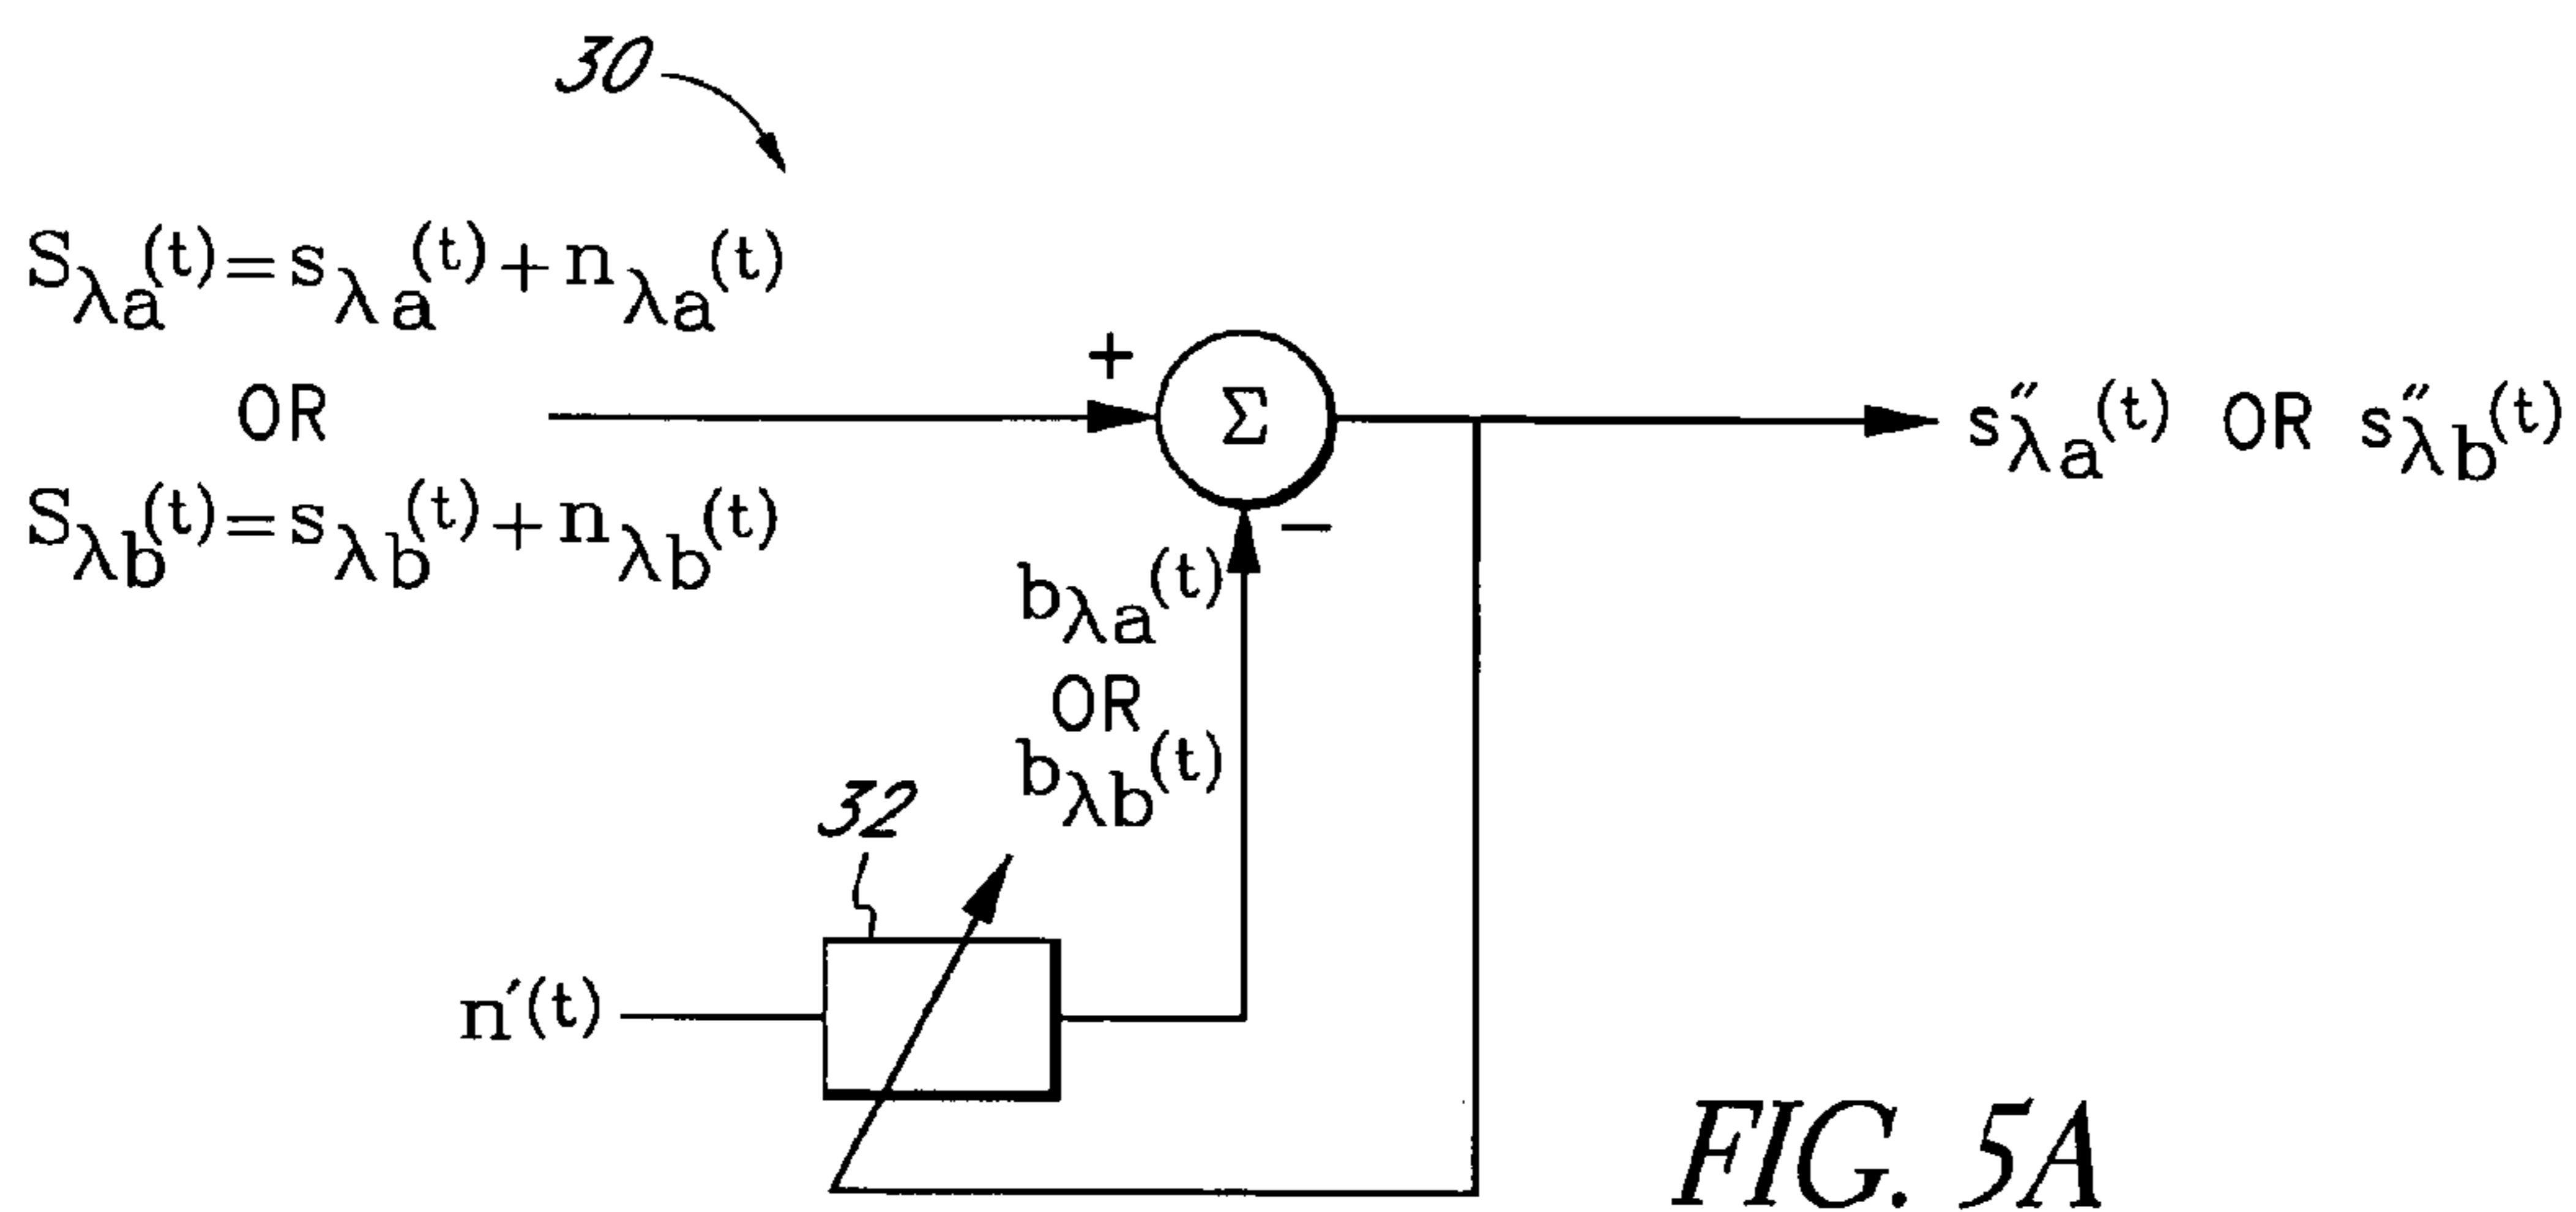 30
Sλa(t)=sλa(t)+nλa(t)
OR
Sλb(t)=sλb(t)+nλb(t)
+
Σ
−
s″λa(t) OR s″λb(t)
bλa(t)
OR
bλb(t)
32
n′(t)
FIG. 5A